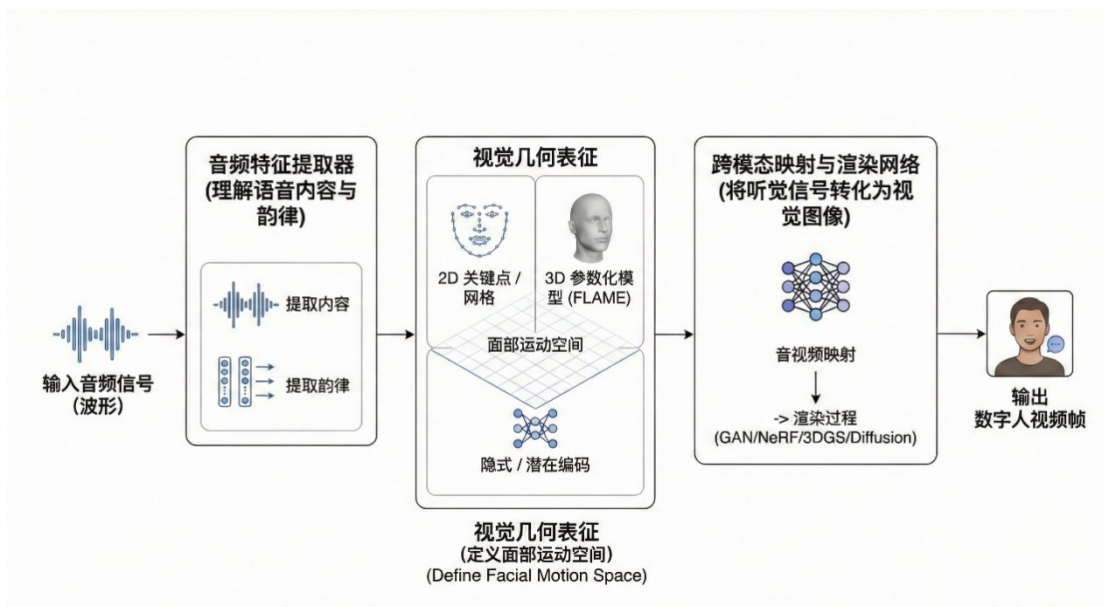 输入音频信号
(波形)
音频特征提取器
(理解语音内容与
韵律)
提取内容
提取韵律
视觉几何表征
2D 关键点 /
网格
3D 参数化模
型 (FLAME)
面部运动空间
隐式 / 潜在编码
视觉几何表征
(定义面部运动空间)
(Define Facial Motion Space)
跨模态映射与渲染网络
(将听觉信号转化为视
觉图像)
音视频映射
-> 渲染过程
(GAN/NeRF/3DGS/Diffusion)
输出
数字人视频帧